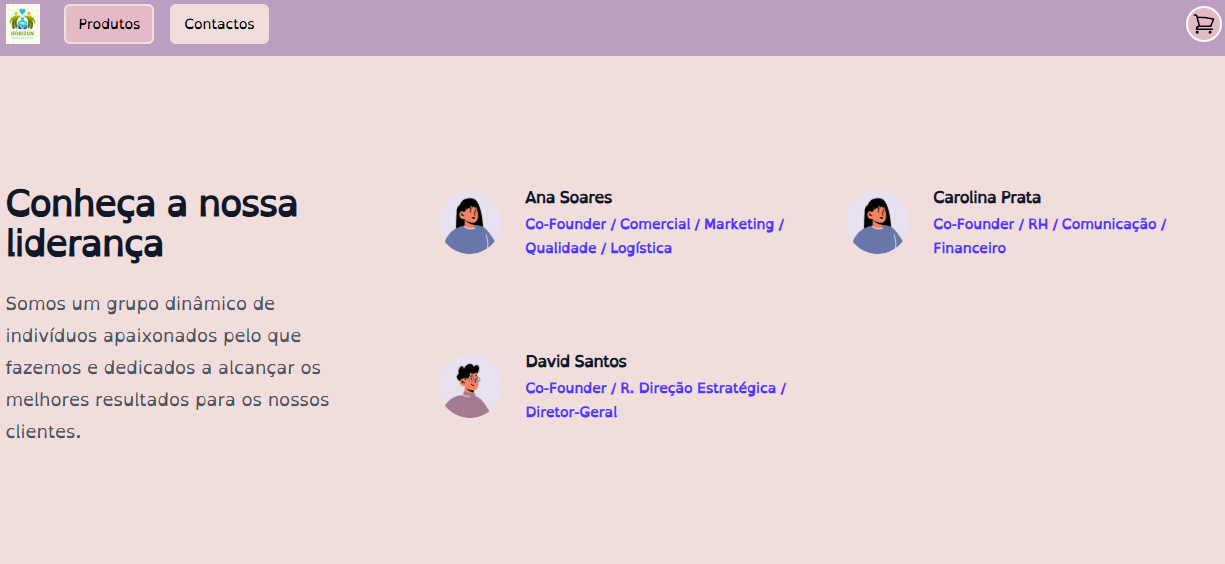 HORIZON
Produtos
Contactos
Conheça a nossa
liderança
Somos um grupo dinâmico de
indivíduos apaixonados pelo que
fazemos e dedicados a alcançar os
melhores resultados para os nossos
clientes.
Ana Soares
Co-Founder / Comercial / Marketing /
Qualidade / Logística
Carolina Prata
Co-Founder / RH / Comunicação /
Financeiro
David Santos
Co-Founder / R. Direção Estratégica /
Diretor-Geral